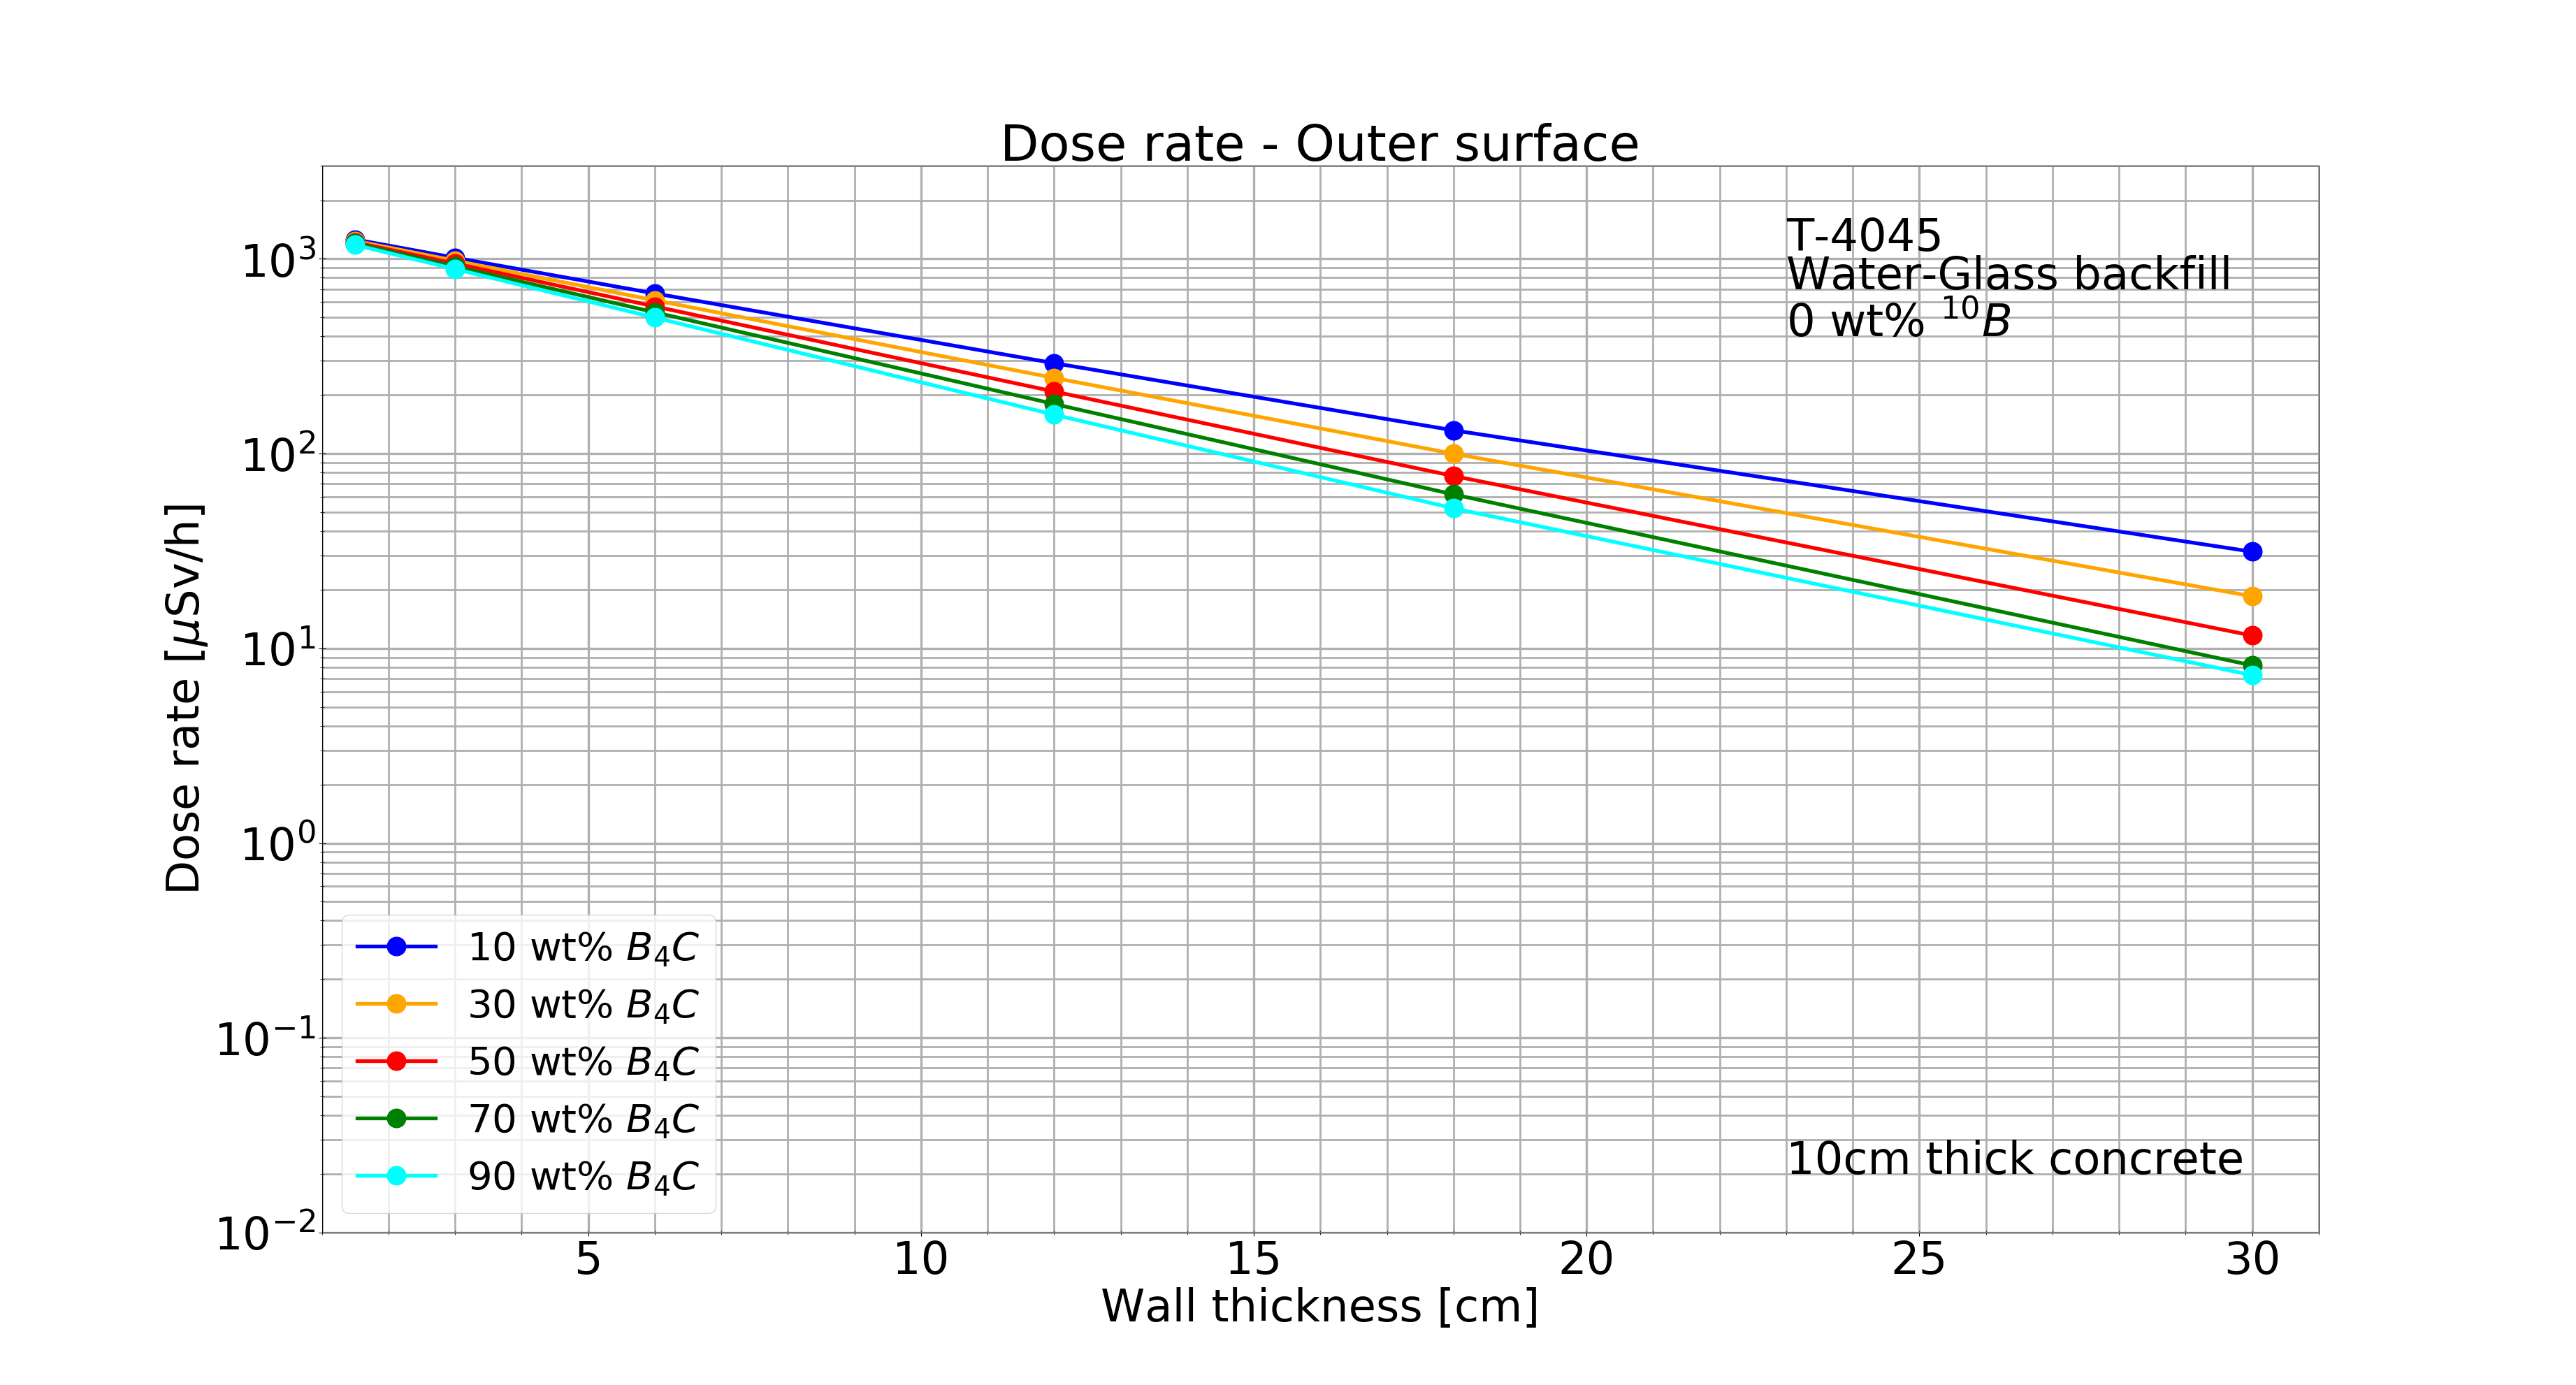 Dose rate - Outer surface
T-4045
Water-Glass backfill
0 wt% ¹⁰B
10³
10²
10¹
10⁰
10⁻¹
10⁻²
Dose rate [μSv/h]
10 wt% B₄C
30 wt% B₄C
50 wt% B₄C
70 wt% B₄C
90 wt% B₄C
10cm thick concrete
5 10 15 20 25 30
Wall thickness [cm]